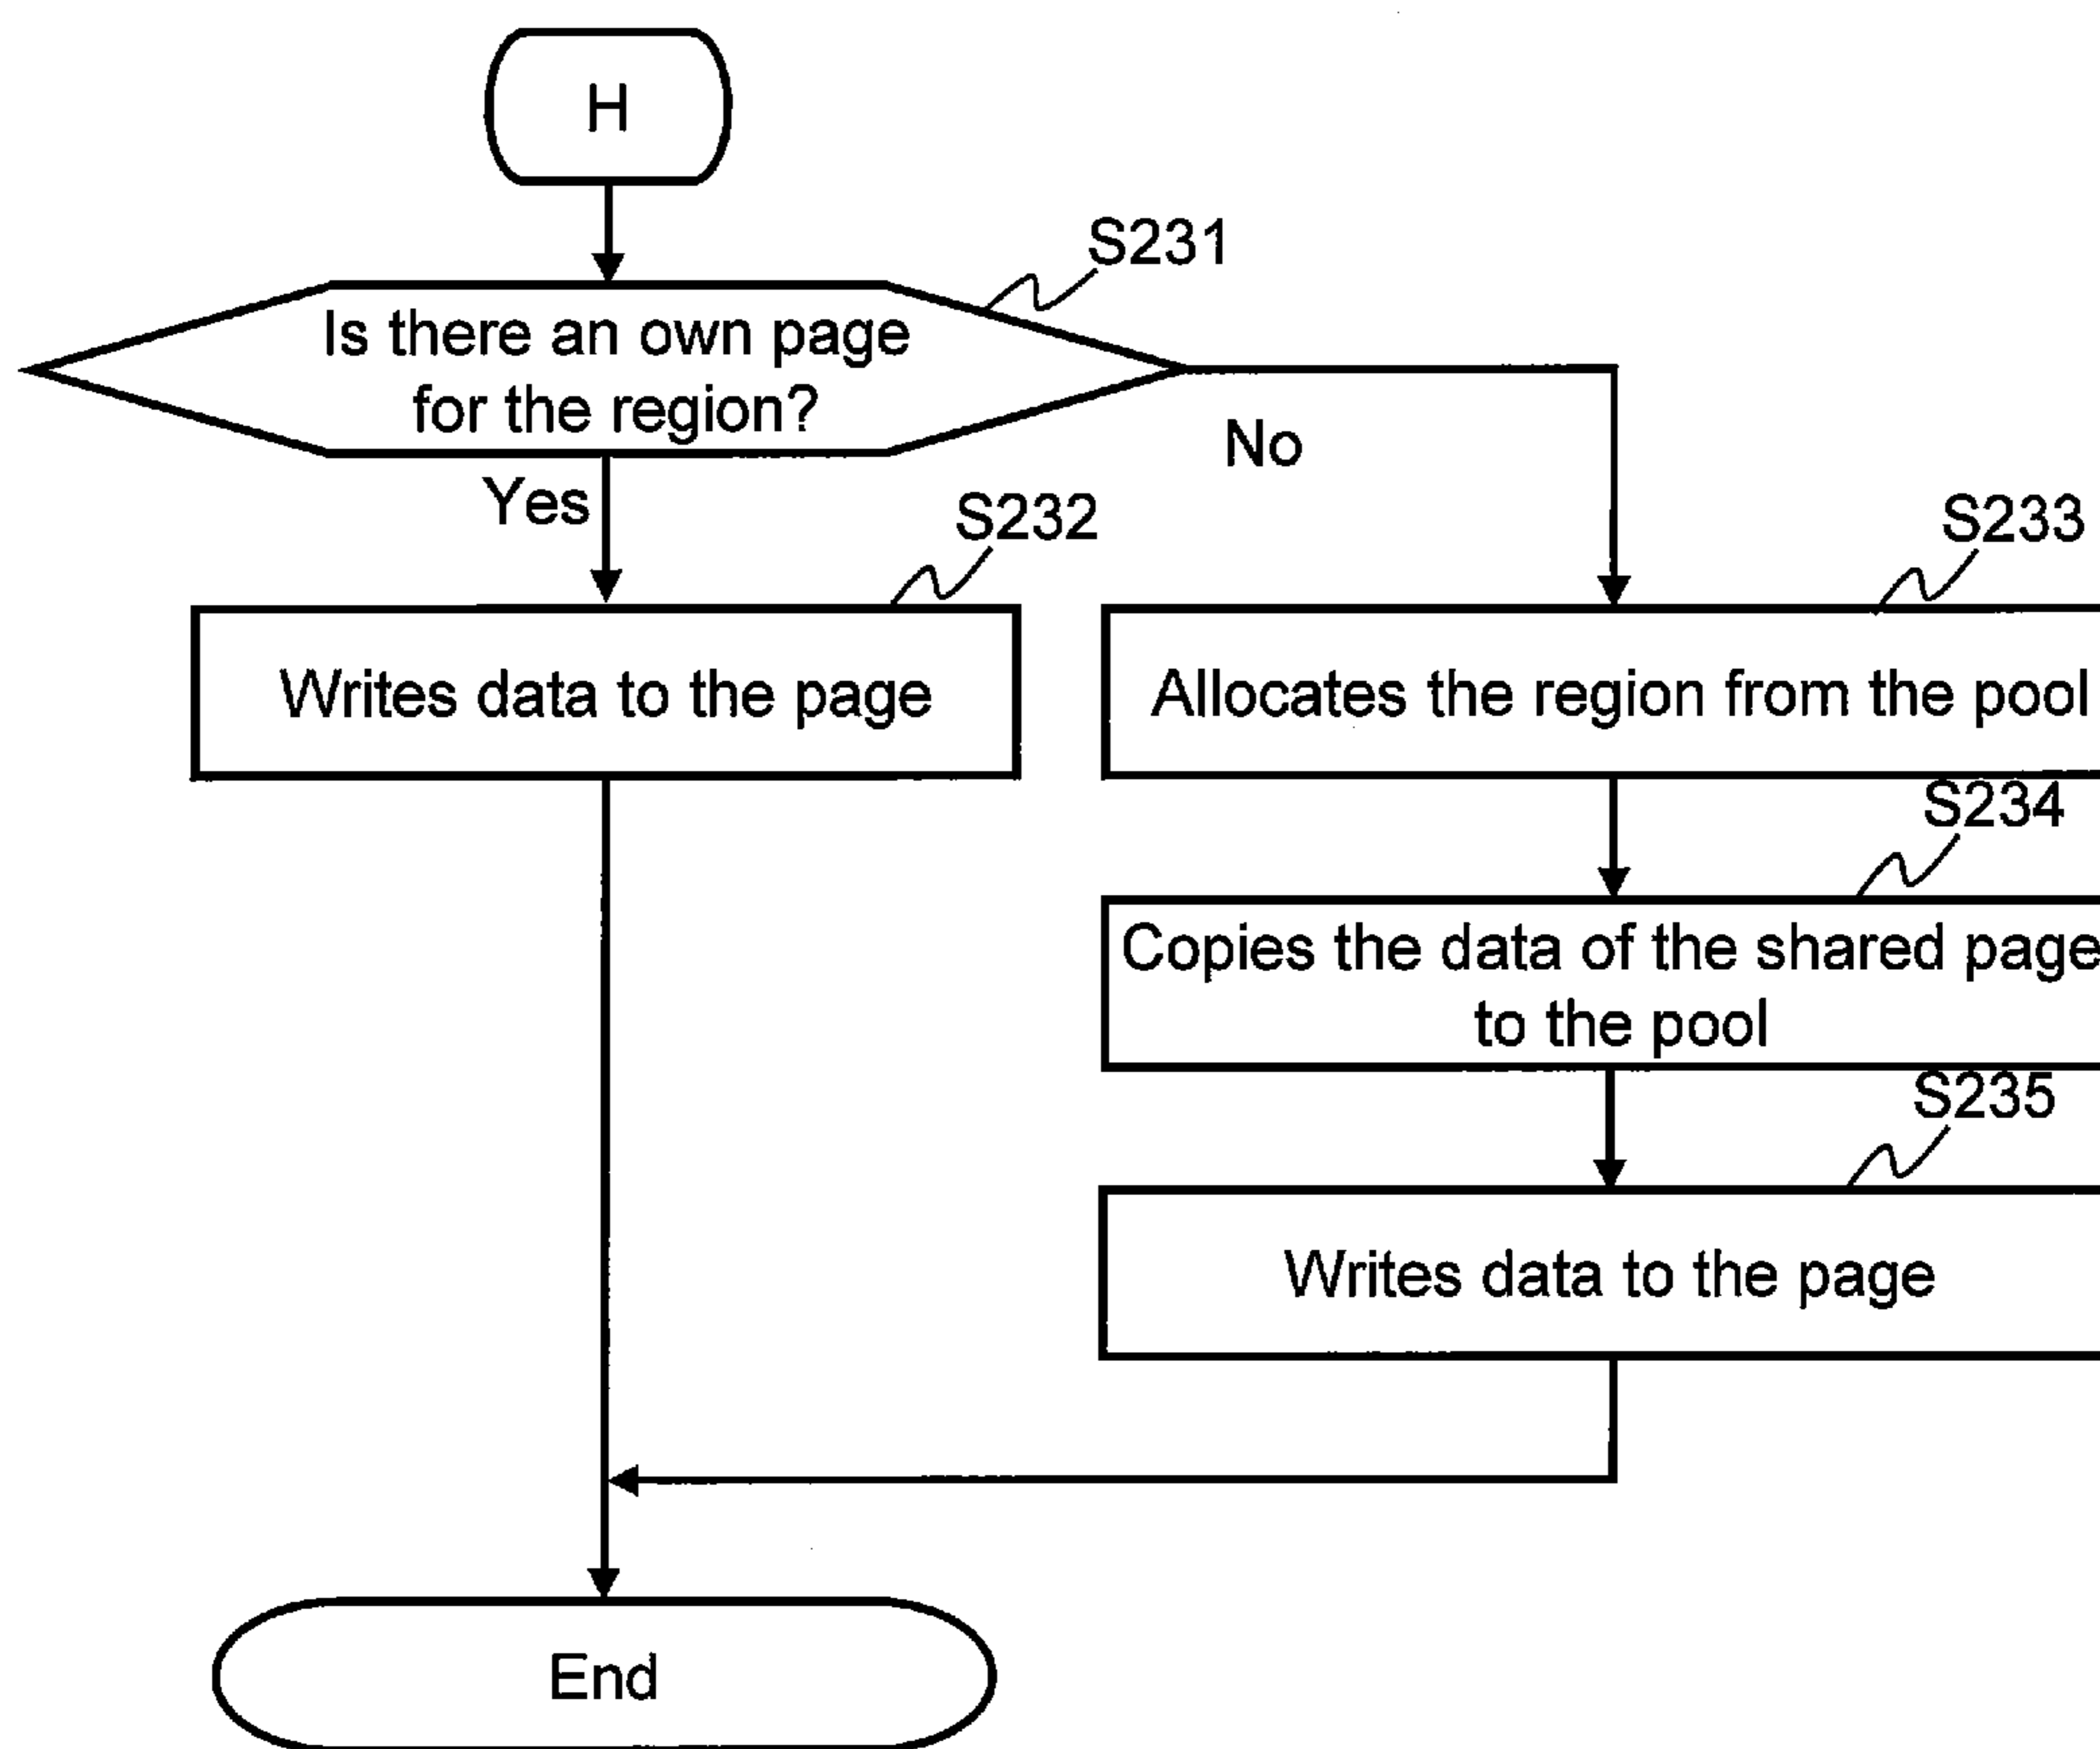 H
S231
Is there an own page
for the region?
No
Yes
S232
S233
Writes data to the page
Allocates the region from the pool
S234
Copies the data of the shared page
to the pool
S235
Writes data to the page
End